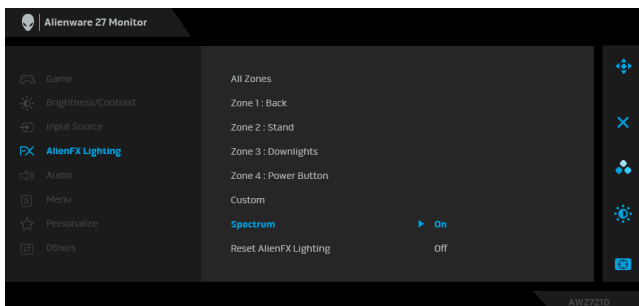 Alienware 27 Monitor
Game
Brightness/Contrast
Input Source
FX AlienFX Lighting
Audio
Menu
Personalize
Others
All Zones
Zone 1 : Back
Zone 2 : Stand
Zone 3 : Downlights
Zone 4 : Power Button
Custom
Spectrum On
Reset AlienFX Lighting Off
AW2721D